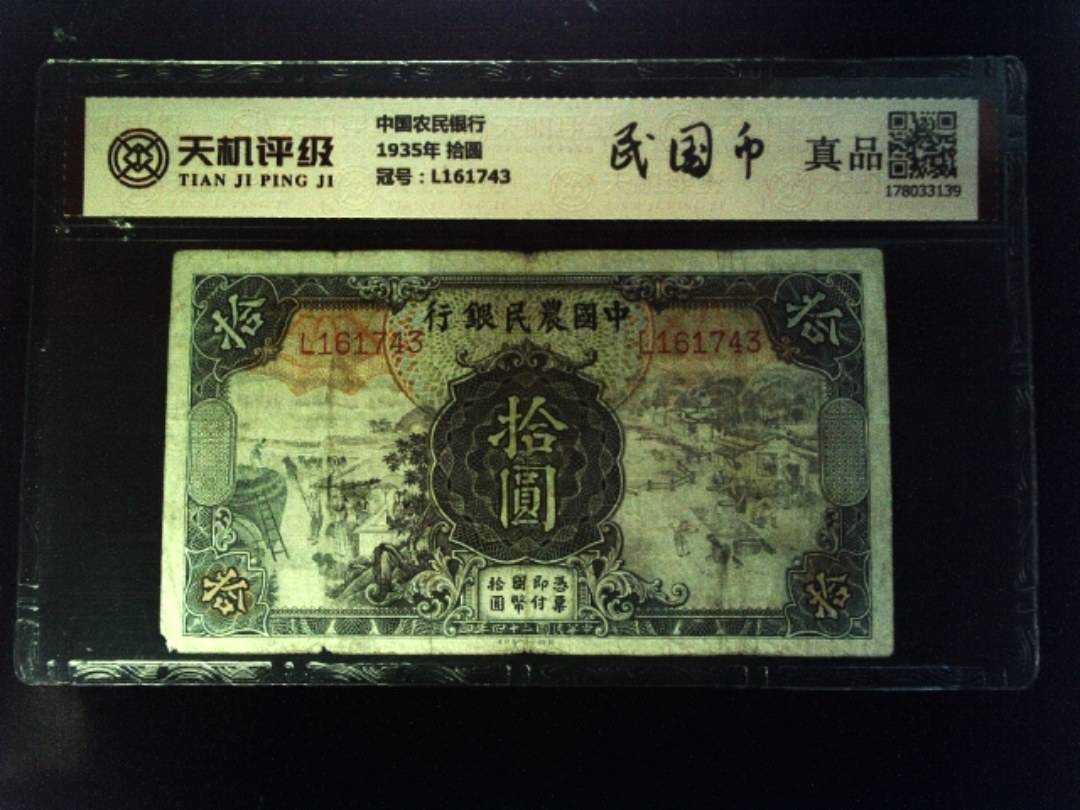 天机评级
TIAN JI PING JI
中国农民银行
1935年 拾圆
冠号：L161743
民国币
真品
178033139
拾
拾
行銀民農國中
L161743
L161743
拾圓
憑票即付國幣拾圓
拾
拾